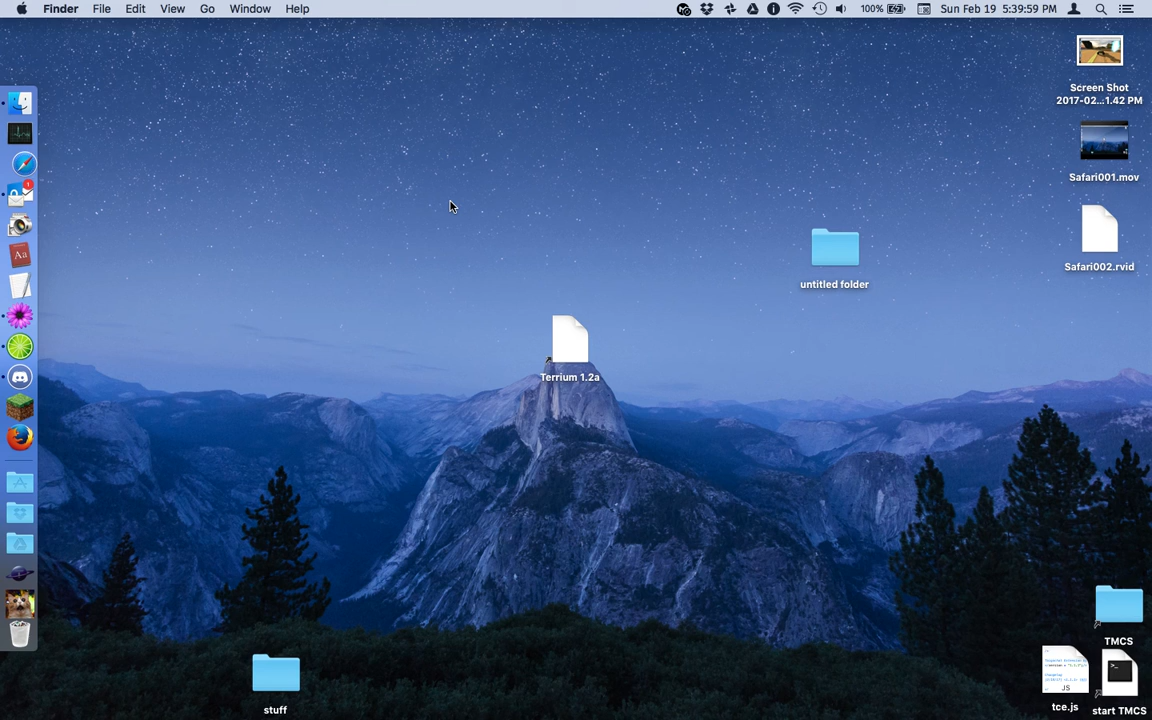 Finder File Edit View Go Window Help 100% Sun Feb 19 5:39:59 PM
Screen Shot
2017-02...1.42 PM
Safari001.mov
Safari002.rvid
untitled folder
Terrium 1.2a
Aa
1
TMCS
JS
tce.js
start TMCS
stuff